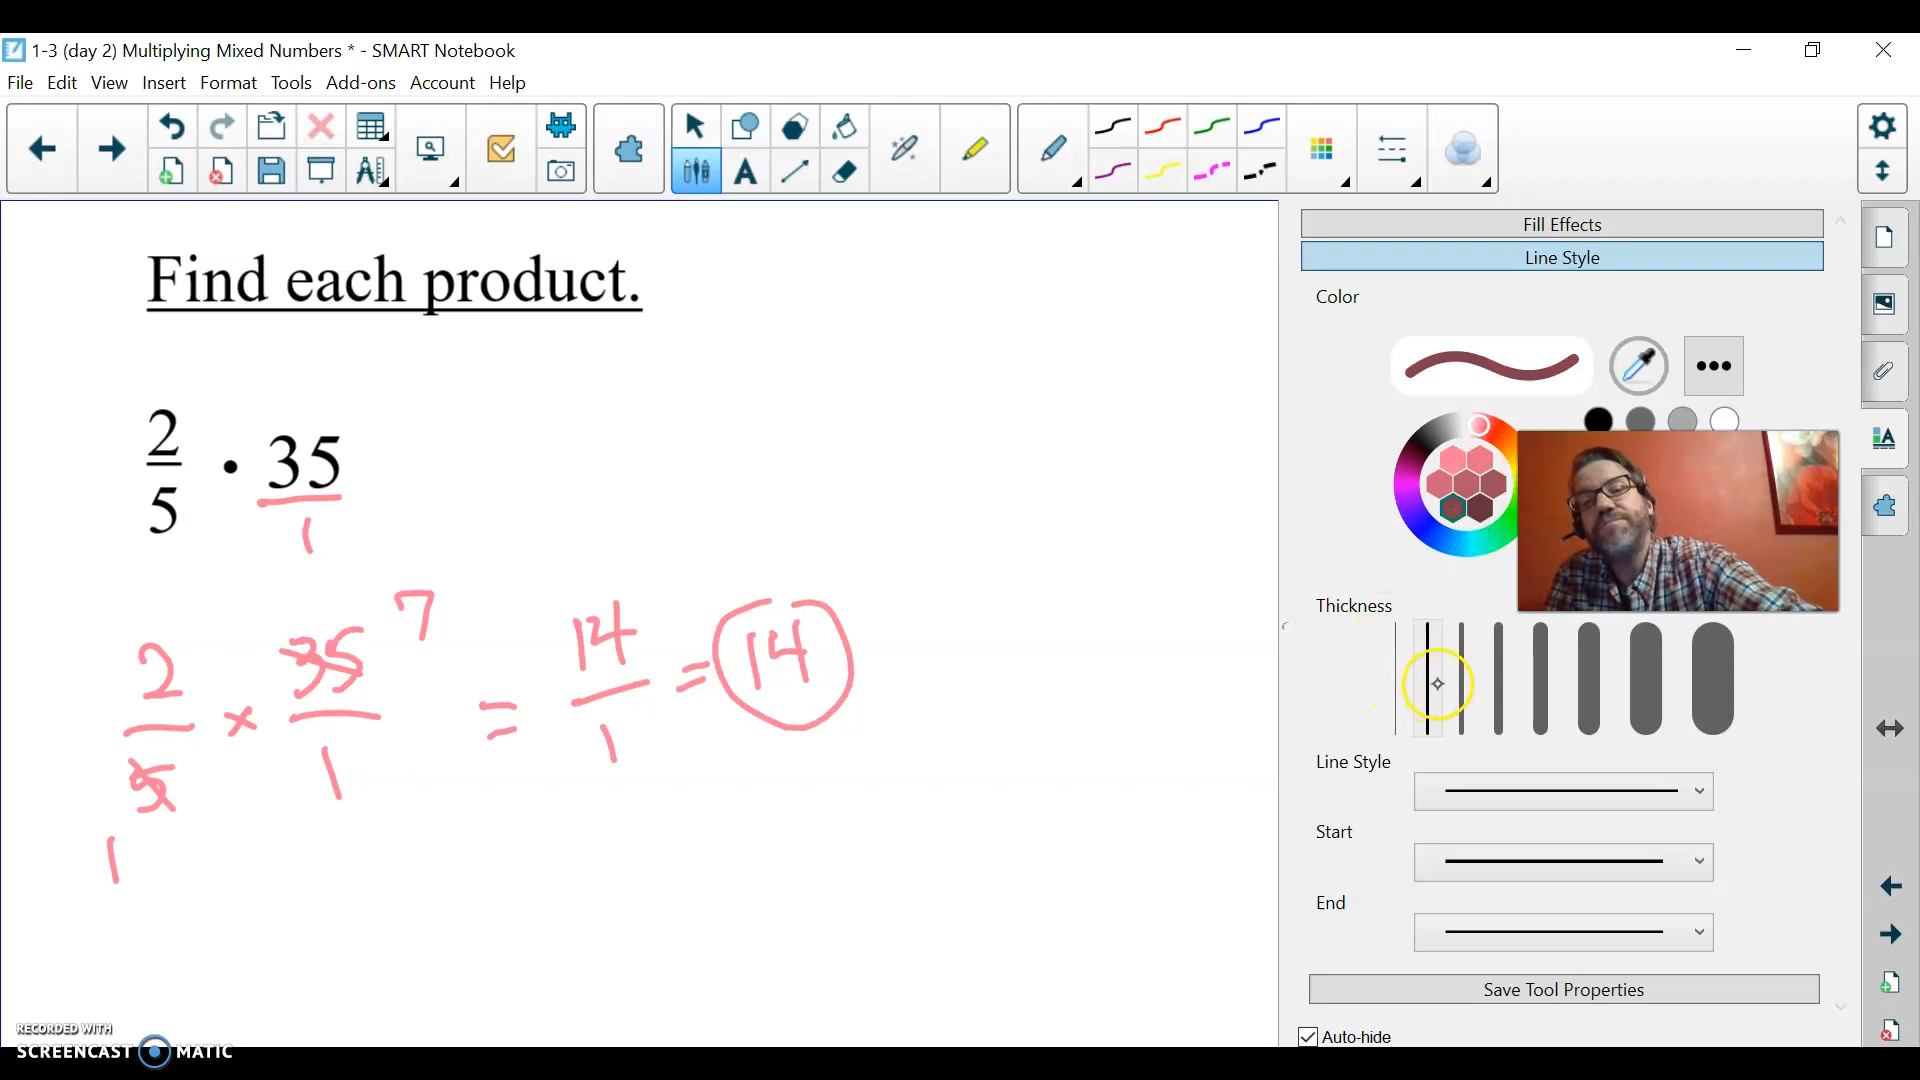 1-3 (day 2) Multiplying Mixed Numbers * - SMART Notebook
File Edit View Insert Format Tools Add-ons Account Help
Find each product.
2/5 · 35/1
2/5 × 35/1 = 14/1 = 14
7
1
Fill Effects
Line Style
Color
Thickness
Line Style
Start
End
Save Tool Properties
Auto-hide
RECORDED WITH
SCREENCAST MATIC